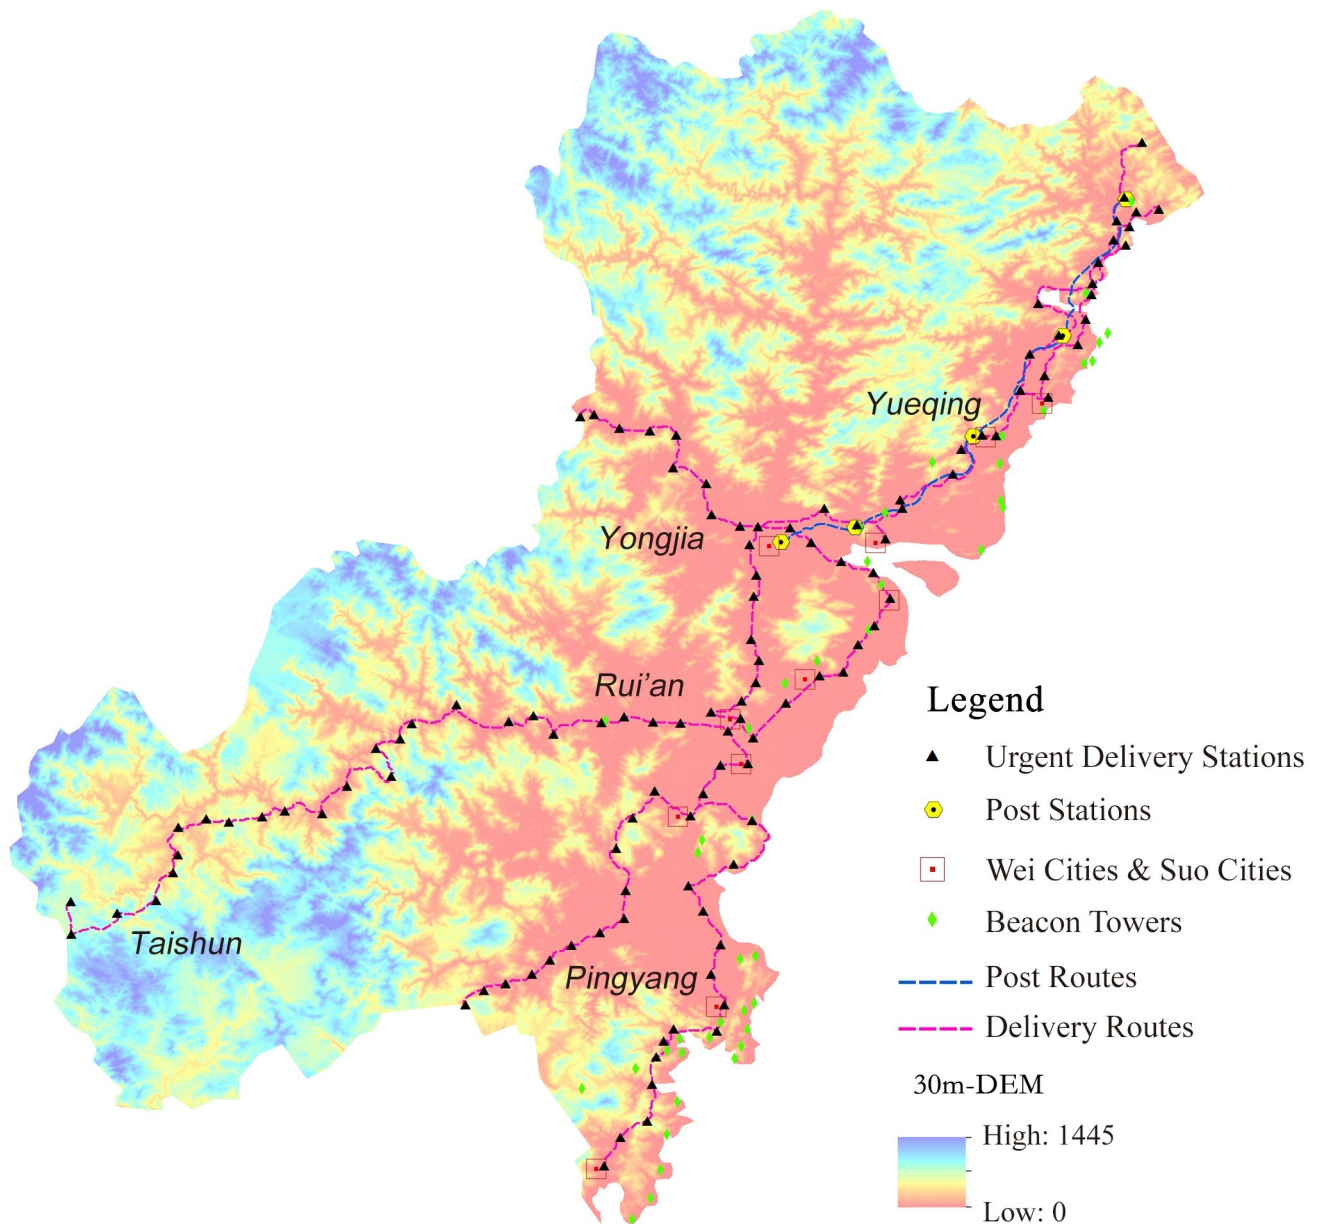 Yueqing
Yongjia
Rui'an
Taishun
Pingyang
Legend
Urgent Delivery Stations
Post Stations
Wei Cities & Suo Cities
Beacon Towers
Post Routes
Delivery Routes
30m-DEM
High: 1445
Low: 0